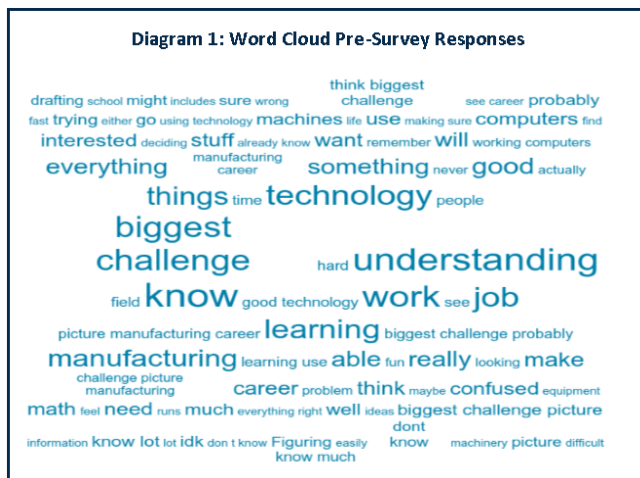 Diagram 1: Word Cloud Pre-Survey Responses
think biggest
drafting school might includes sure wrong challenge see career probably
fast trying either go using technology machines life use making sure computers find
interested deciding stuff already know want remember will working computers
everything manufacturing career something never good actually
things time technology people
biggest
challenge hard understanding
field know good technology work see job
picture manufacturing career learning biggest challenge probably
manufacturing learning use able fun really looking make
challenge picture
manufacturing career problem think maybe confused equipment
math feel need runs much everything right well ideas biggest challenge picture
dont
information know lot lot idk don t know Figuring easily know machinery picture difficult
know much